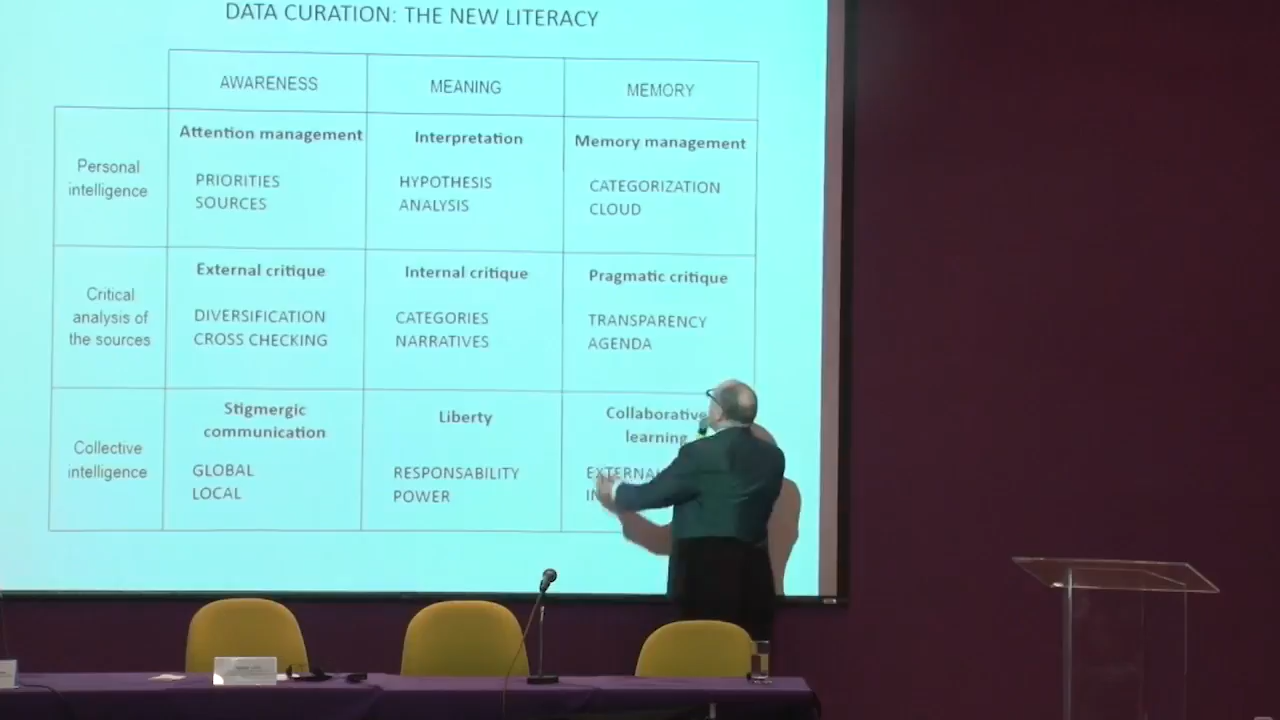 DATA CURATION: THE NEW LITERACY
AWARENESS
MEANING
MEMORY
Personal
intelligence
Attention management
PRIORITIES
SOURCES
Interpretation
HYPOTHESIS
ANALYSIS
Memory management
CATEGORIZATION
CLOUD
Critical
analysis of
the sources
External critique
DIVERSIFICATION
CROSS CHECKING
Internal critique
CATEGORIES
NARRATIVES
Pragmatic critique
TRANSPARENCY
AGENDA
Collective
intelligence
Stigmergic
communication
GLOBAL
LOCAL
Liberty
RESPONSABILITY
POWER
Collaborative
learning